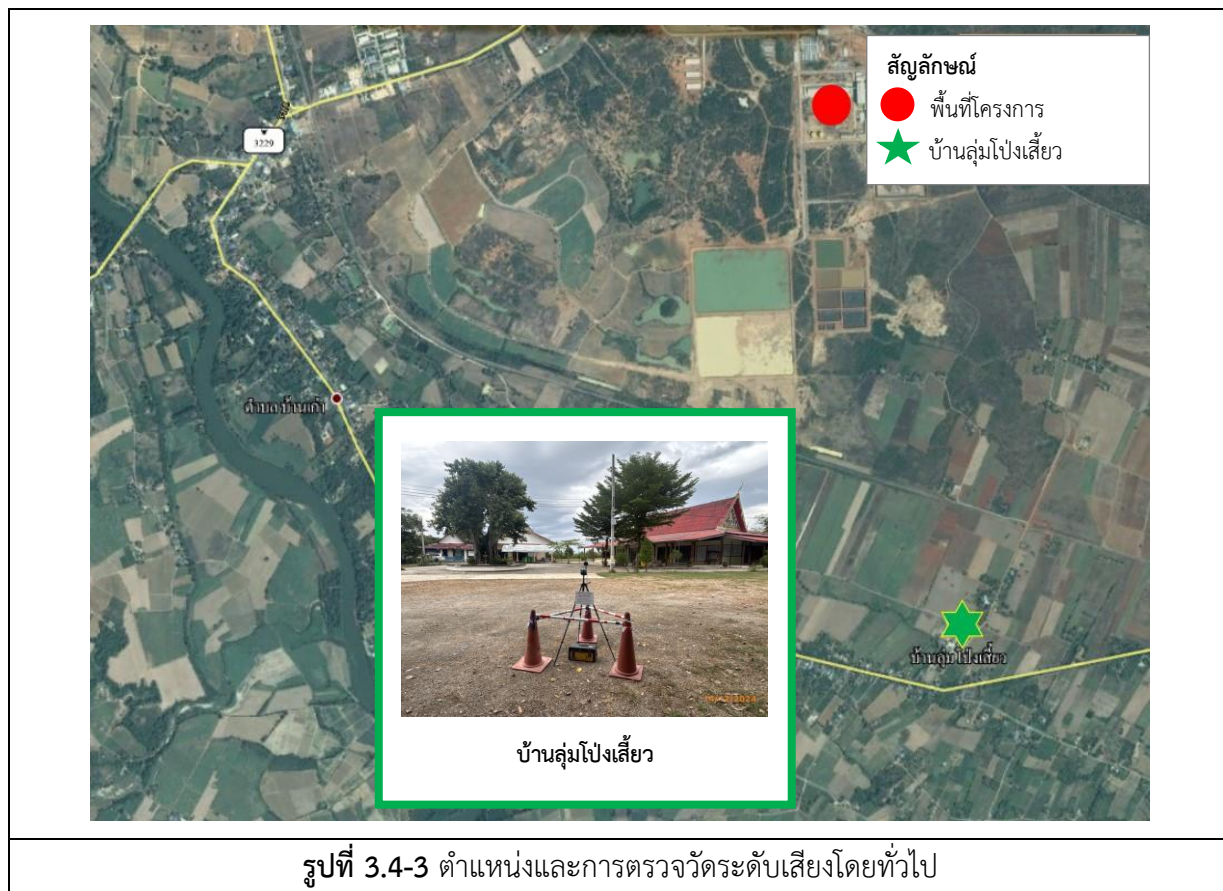 สัญลักษณ์
พื้นที่โครงการ
บ้านลุ่มโป่งเสี้ยว
3229
ตำบล บ้านเก่า
บ้านลุ่มโป่งเสี้ยว
บ้านลุ่มโป่งเสี้ยว
รูปที่ 3.4-3 ตำแหน่งและการตรวจวัดระดับเสียงโดยทั่วไป